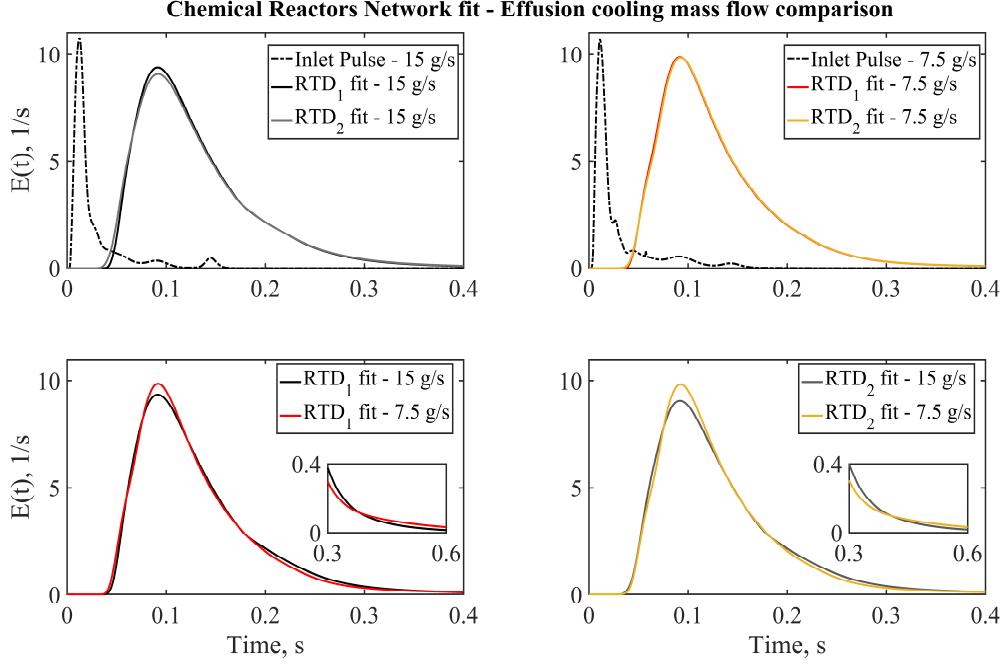 Chemical Reactors Network fit - Effusion cooling mass flow comparison
E(t), 1/s
10
5
0
Inlet Pulse - 15 g/s
RTD1 fit - 15 g/s
RTD2 fit - 15 g/s
0 0.1 0.2 0.3 0.4
10
5
0
Inlet Pulse - 7.5 g/s
RTD1 fit - 7.5 g/s
RTD2 fit - 7.5 g/s
0 0.1 0.2 0.3 0.4
E(t), 1/s
10
5
0
RTD1 fit - 15 g/s
RTD1 fit - 7.5 g/s
0.4
0
0.3 0.6
0 0.1 0.2 0.3 0.4
Time, s
10
5
0
RTD2 fit - 15 g/s
RTD2 fit - 7.5 g/s
0.4
0
0.3 0.6
0 0.1 0.2 0.3 0.4
Time, s